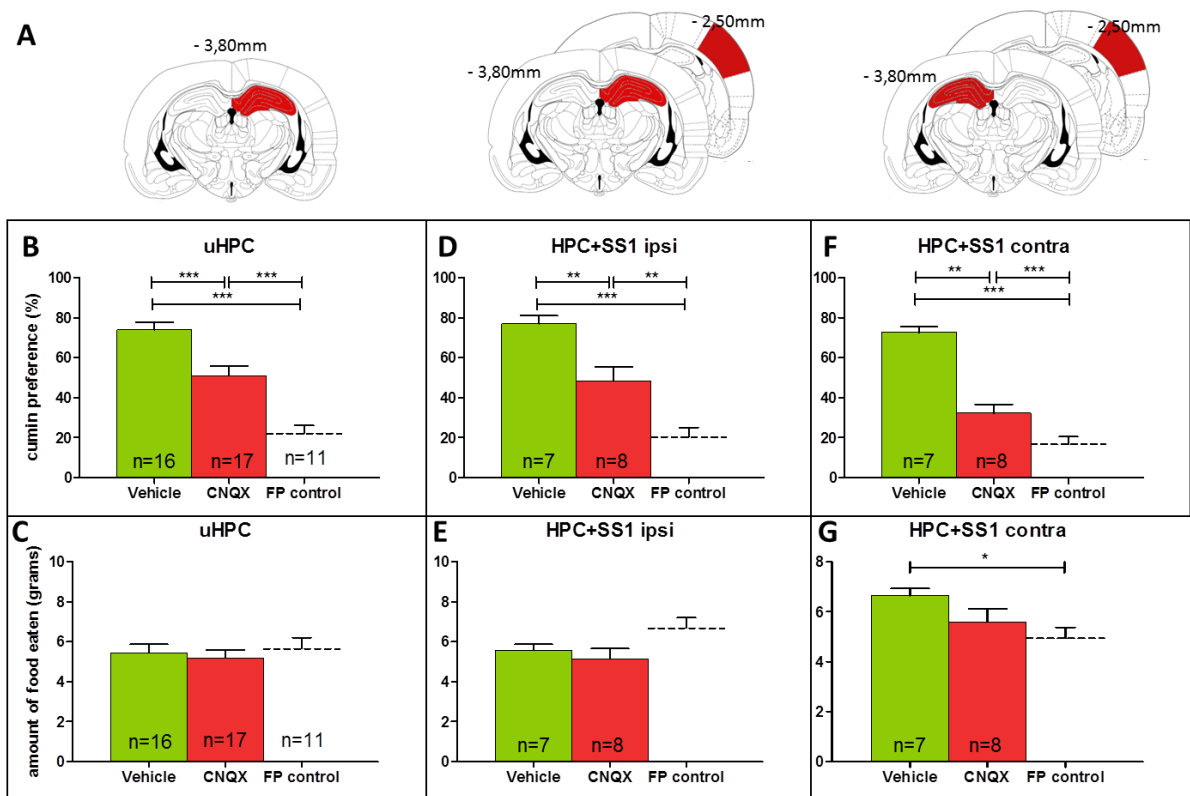 A
- 3,80mm
- 3,80mm
- 2,50mm
- 3,80mm
- 2,50mm
B
uHPC
cumin preference (%)
100
80
60
40
20
0
***
***
***
n=16
n=17
n=11
Vehicle
CNQX
FP control
D
HPC+SS1 ipsi
100
80
60
40
20
0
**
**
***
n=7
n=8
Vehicle
CNQX
FP control
F
HPC+SS1 contra
100
80
60
40
20
0
**
***
***
n=7
n=8
Vehicle
CNQX
FP control
C
uHPC
amount of food eaten (grams)
10
8
6
4
2
0
n=16
n=17
n=11
Vehicle
CNQX
FP control
E
HPC+SS1 ipsi
10
8
6
4
2
0
n=7
n=8
Vehicle
CNQX
FP control
G
HPC+SS1 contra
8
6
4
2
0
*
n=7
n=8
Vehicle
CNQX
FP control